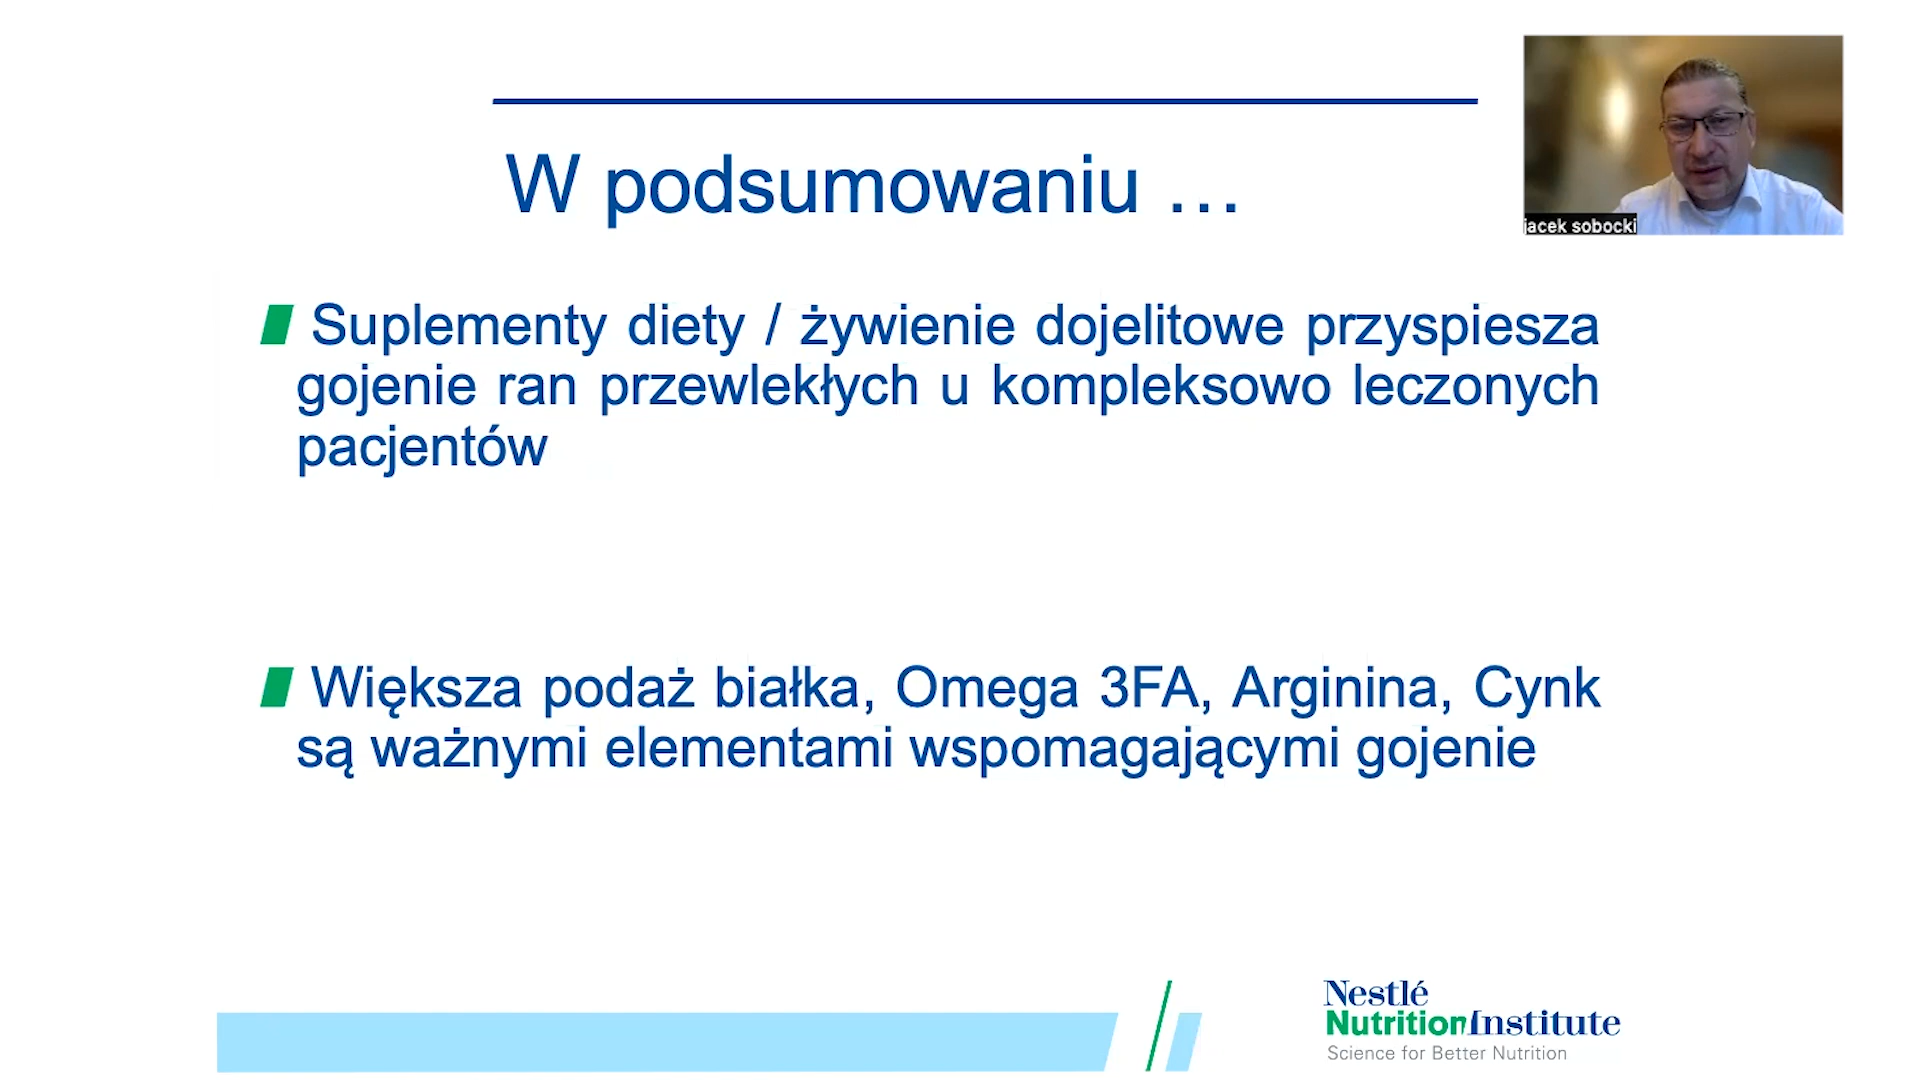 W podsumowaniu ...
jacek sobocki
Suplementy diety / żywienie dojelitowe przyspiesza
gojenie ran przewlekłych u kompleksowo leczonych
pacjentów
Większa podaż białka, Omega 3FA, Arginina, Cynk
są ważnymi elementami wspomagającymi gojenie
Nestlé
NutritionInstitute
Science for Better Nutrition